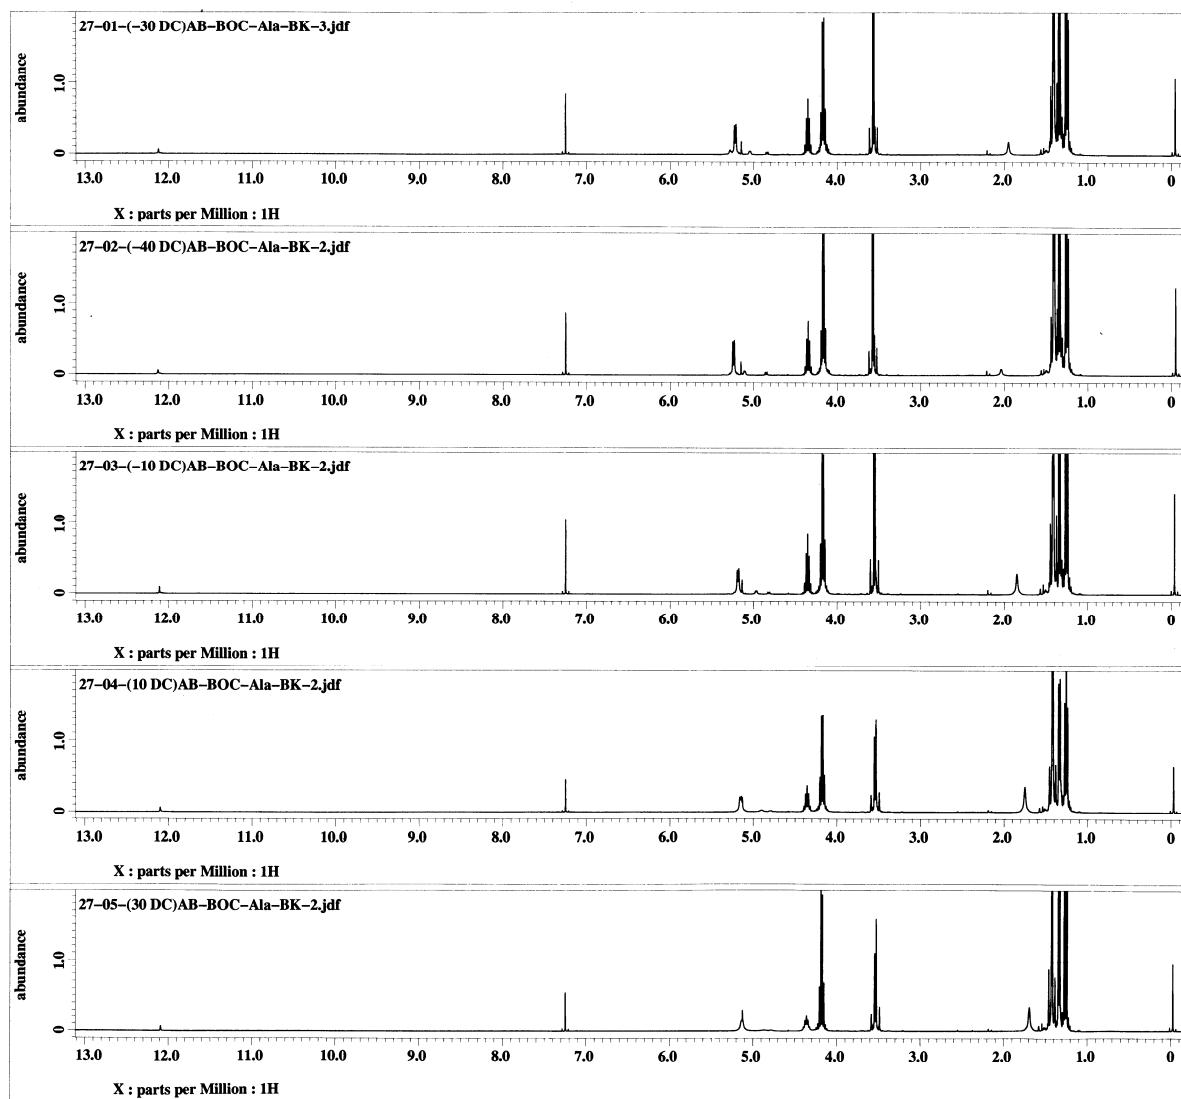 27-01-(-30 DC)AB-BOC-Ala-BK-3.jdf
abundance
1.0
0
13.0 12.0 11.0 10.0 9.0 8.0 7.0 6.0 5.0 4.0 3.0 2.0 1.0 0
X : parts per Million : 1H
27-02-(-40 DC)AB-BOC-Ala-BK-2.jdf
abundance
1.0
0
13.0 12.0 11.0 10.0 9.0 8.0 7.0 6.0 5.0 4.0 3.0 2.0 1.0 0
X : parts per Million : 1H
27-03-(-10 DC)AB-BOC-Ala-BK-2.jdf
abundance
1.0
0
13.0 12.0 11.0 10.0 9.0 8.0 7.0 6.0 5.0 4.0 3.0 2.0 1.0 0
X : parts per Million : 1H
27-04-(10 DC)AB-BOC-Ala-BK-2.jdf
abundance
1.0
0
13.0 12.0 11.0 10.0 9.0 8.0 7.0 6.0 5.0 4.0 3.0 2.0 1.0 0
X : parts per Million : 1H
27-05-(30 DC)AB-BOC-Ala-BK-2.jdf
abundance
1.0
0
13.0 12.0 11.0 10.0 9.0 8.0 7.0 6.0 5.0 4.0 3.0 2.0 1.0 0
X : parts per Million : 1H